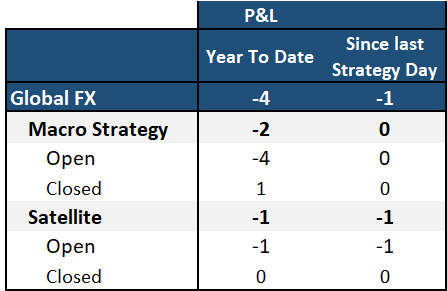 P&L
Year To Date Since last
Strategy Day
Global FX -4 -1
Macro Strategy -2 0
Open -4 0
Closed 1 0
Satellite -1 -1
Open -1 -1
Closed 0 0